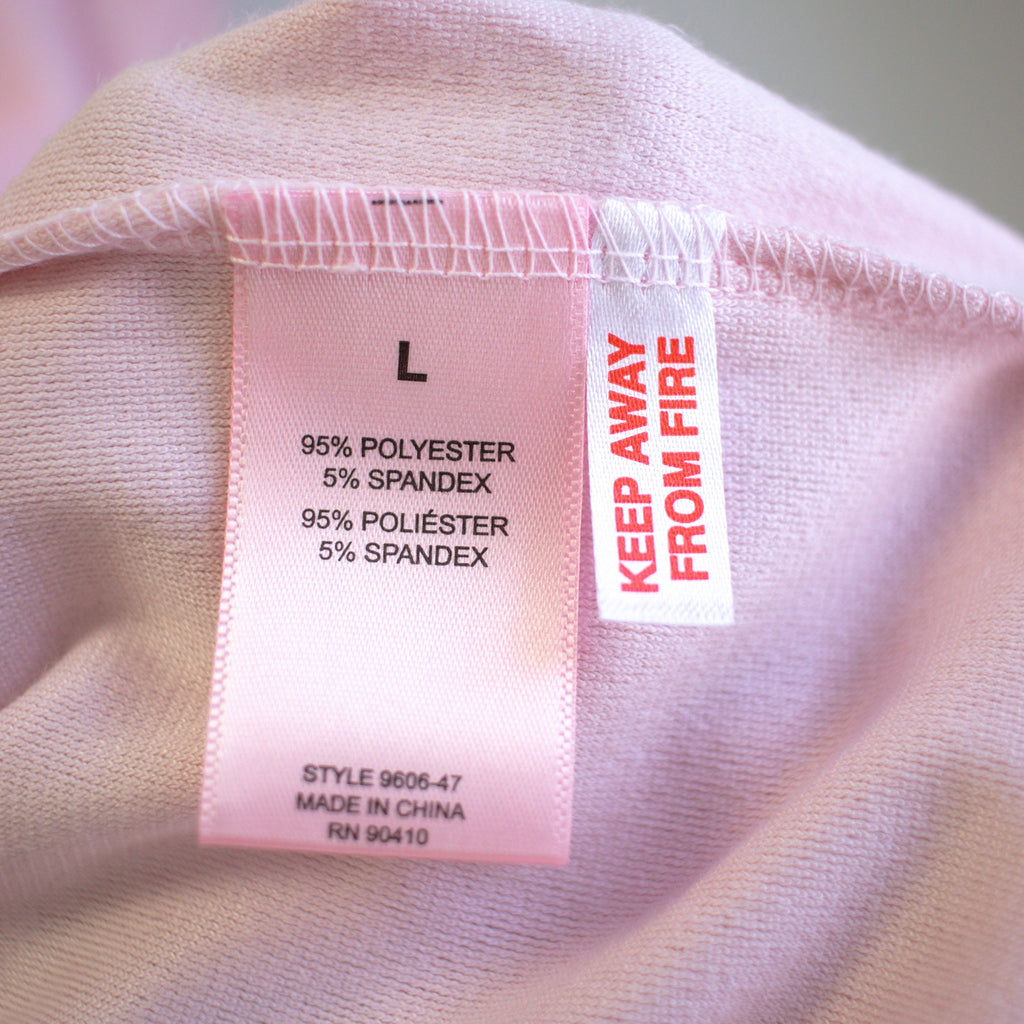 L
95% POLYESTER
5% SPANDEX
95% POLIÉSTER
5% SPANDEX
STYLE 9606-47
MADE IN CHINA
RN 90410
KEEP AWAY
FROM FIRE